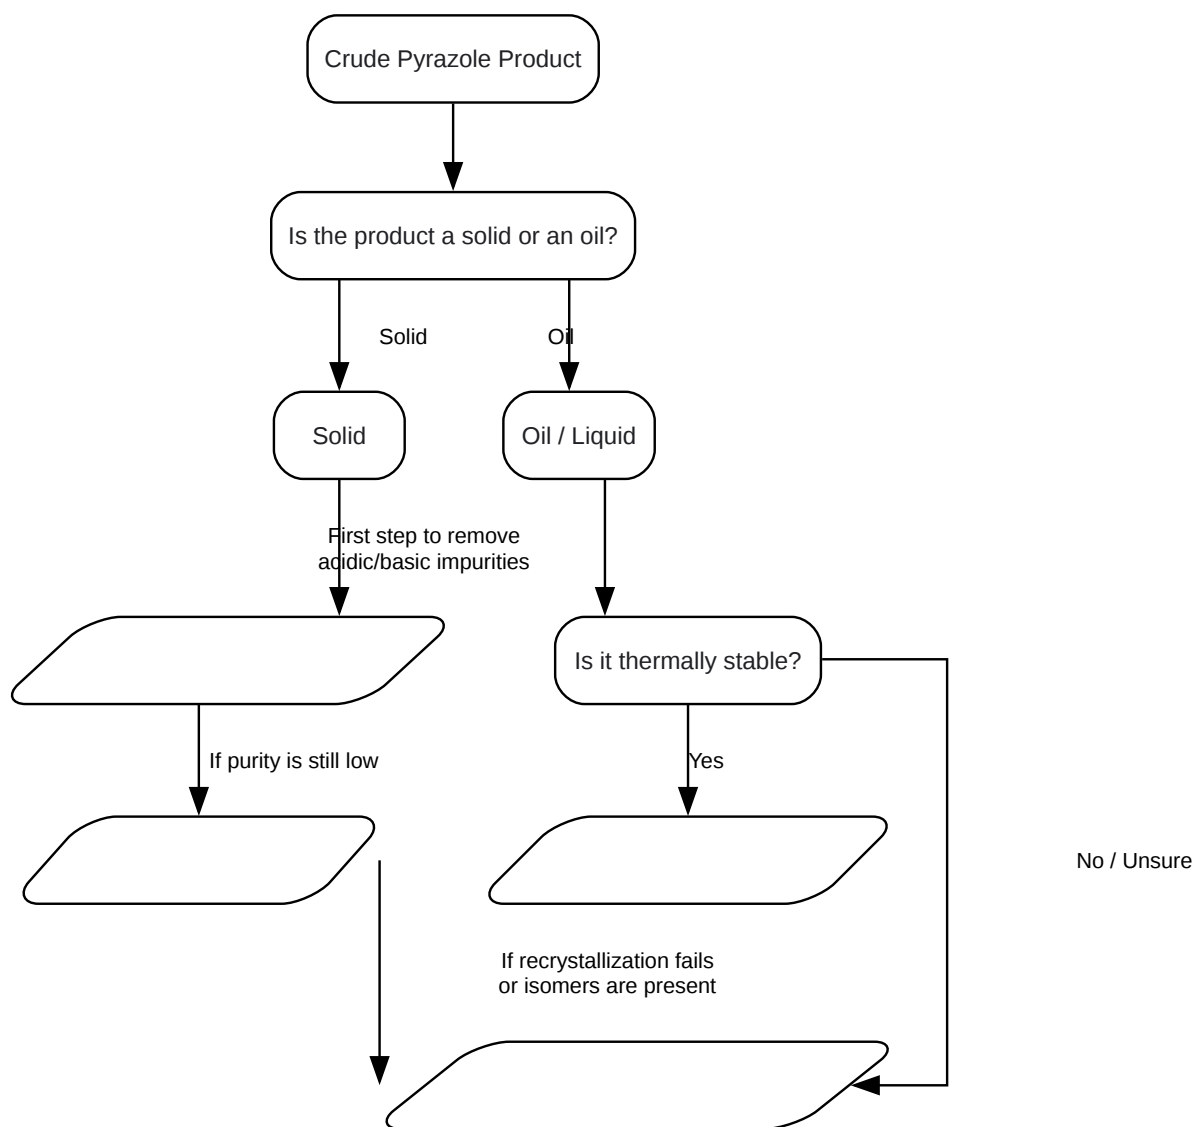 Crude Pyrazole Product
Is the product a solid or an oil?
Solid
Oil
Solid
Oil / Liquid
First step to remove
acidic/basic impurities
Is it thermally stable?
If purity is still low
Yes
No / Unsure
If recrystallization fails
or isomers are present